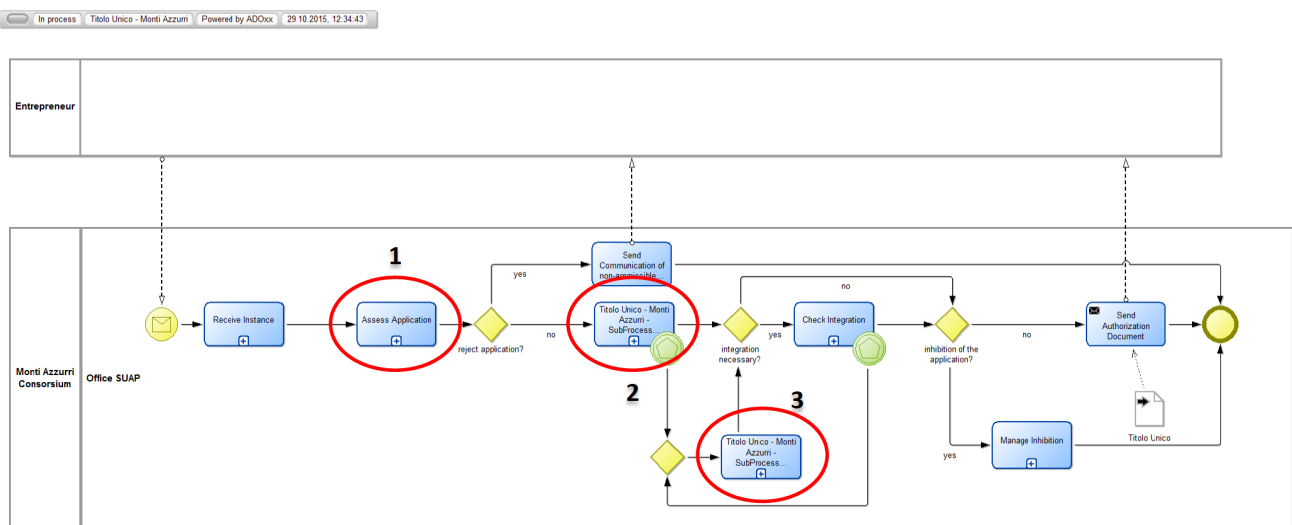 In process Titolo Unico - Monti Azzurri Powered by ADOxx 29.10.2015, 12:34:43
Entrepreneur
Monti Azzurri
Consorsium
Office SUAP
1
Receive Instance
Assess Application
reject application?
yes
no
Send
Communication of
non-ammissible...
Titolo Unico - Monti
Azzurri -
SubProcess...
2
integration
necessary?
yes
no
Check Integration
3
Titolo Unco - Monti
Azzurri -
SubProcess...
inhibition of the
application?
no
yes
Send
Authorization
Document
Titolo Unico
Manage Inhibition